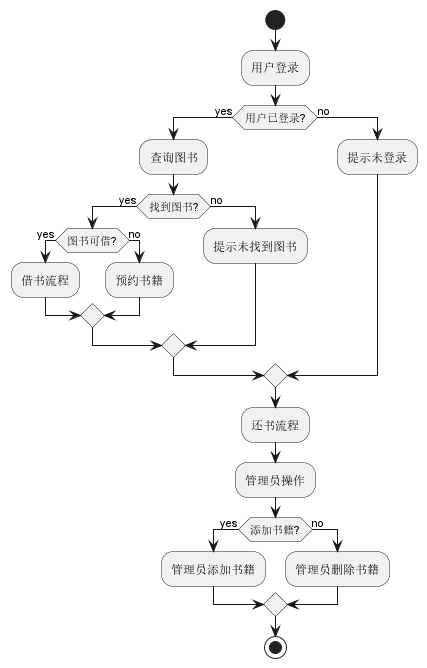 用户登录
yes
用户已登录?
no
查询图书
提示未登录
yes
找到图书?
no
yes
图书可借?
no
提示未找到图书
借书流程
预约书籍
还书流程
管理员操作
yes
添加书籍?
no
管理员添加书籍
管理员删除书籍